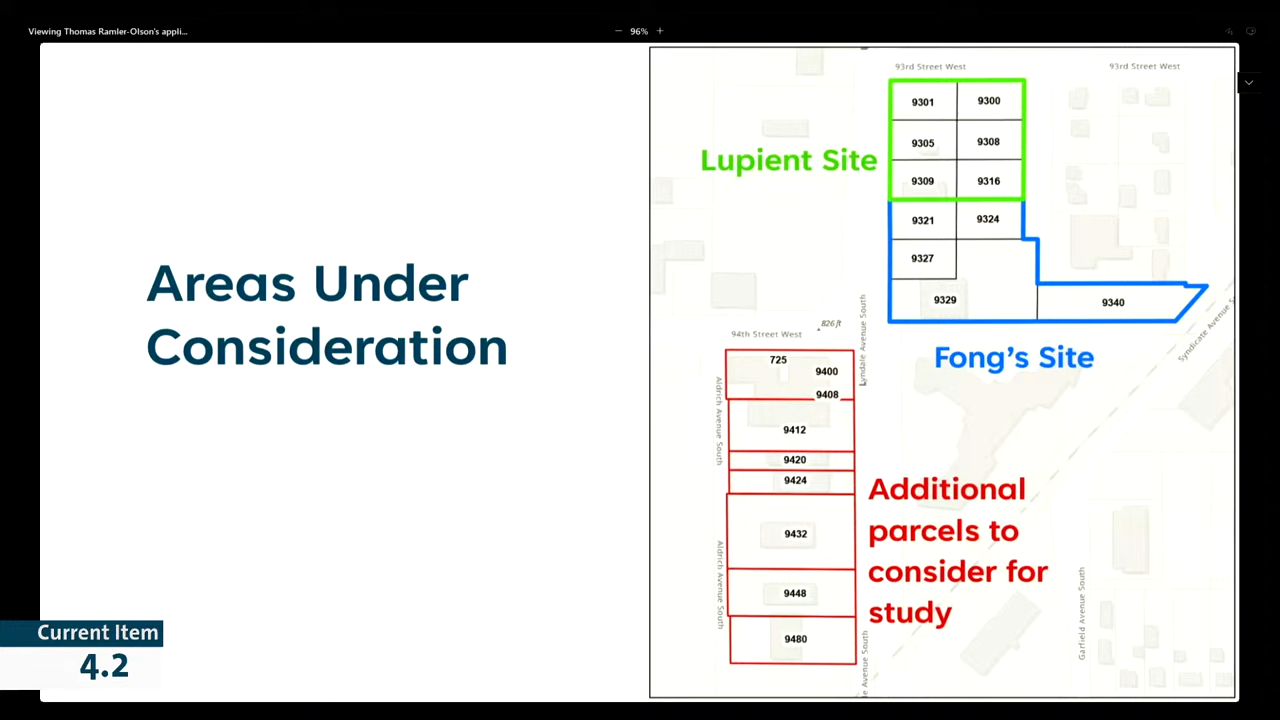 Viewing Thomas Ramler-Olson's appli...
96%
Areas Under
Consideration
93rd Street West
93rd Street West
9301
9300
9305
9308
Lupient Site
9309
9316
9321
9324
9327
9329
9340
Fong's Site
Lyndale Avenue South
Syndicate Avenue S
826 ft
94th Street West
725
9400
9408
9412
9420
9424
9432
9448
9480
Aldrich Avenue South
Aldrich Avenue South
Additional
parcels to
consider for
study
Garfield Avenue South
le Avenue South
Current Item
4.2